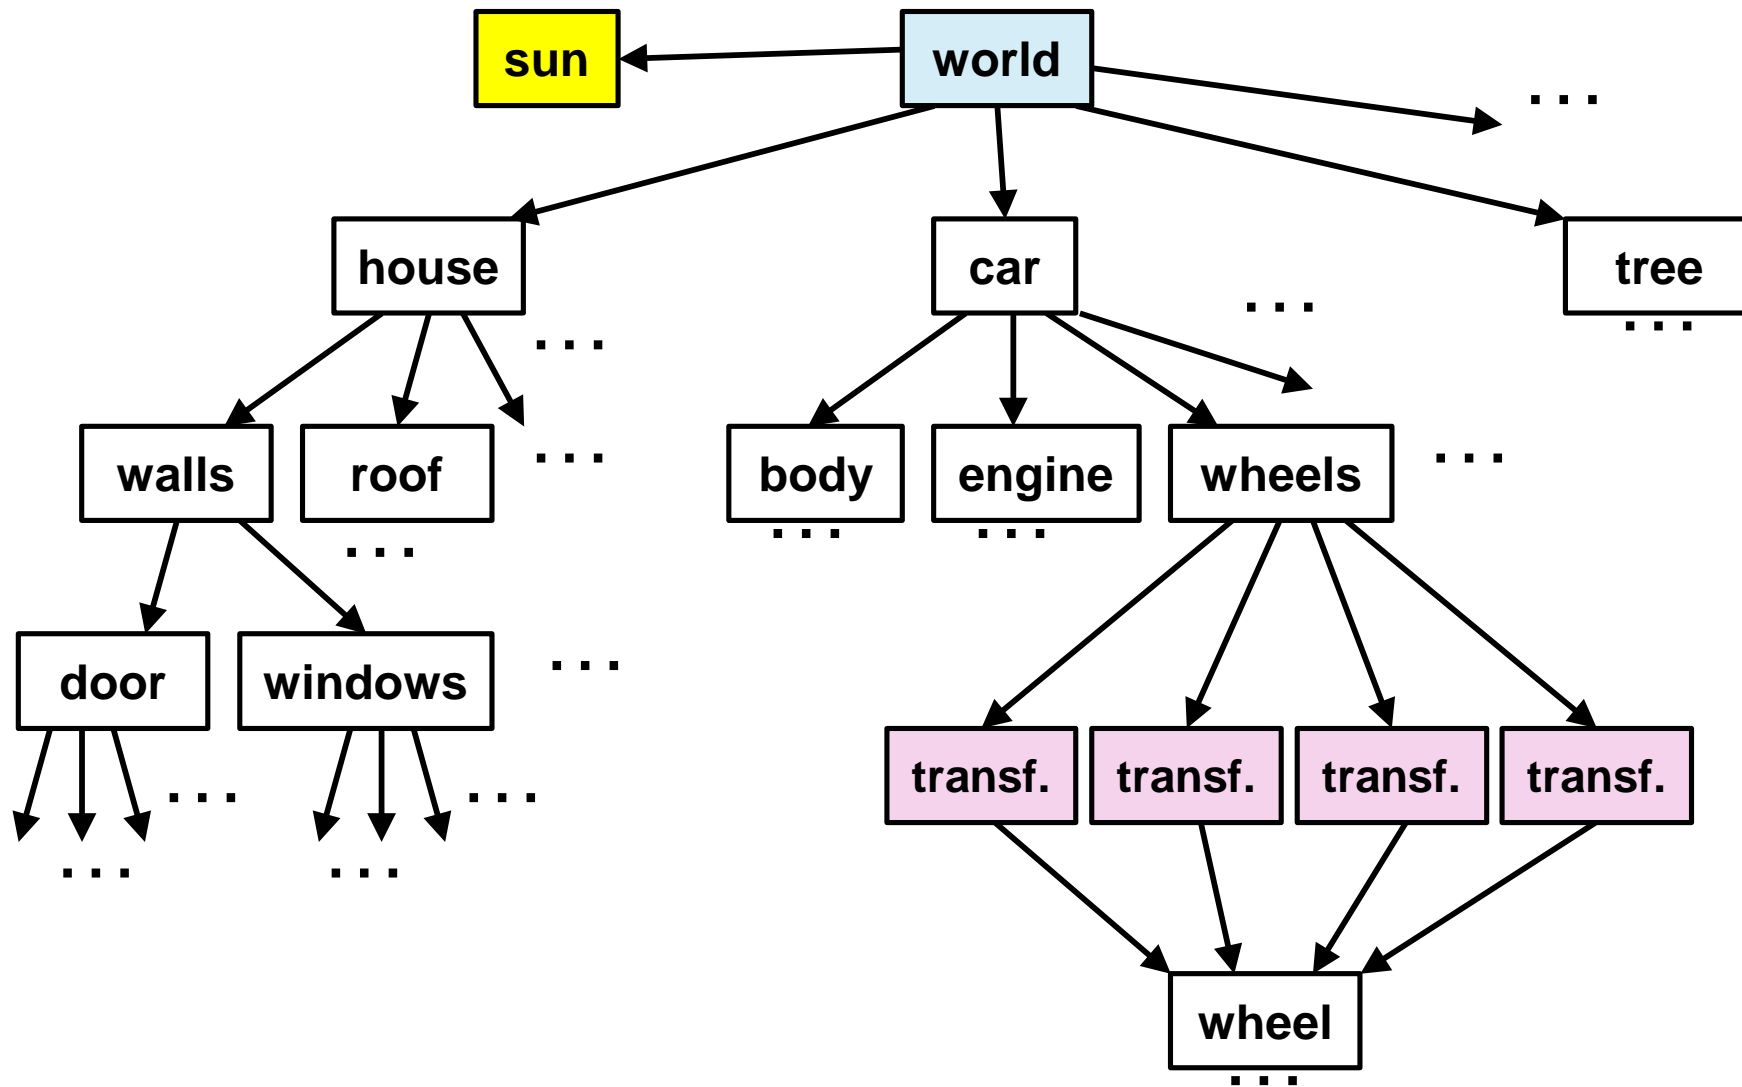 sun
world
. . .
house
car
tree
. . .
. . .
. . .
walls
roof
. . .
body
engine
wheels
. . .
. . .
. . .
. . .
door
windows
. . .
transf.
transf.
transf.
transf.
. . .
. . .
. . .
. . .
wheel
. . .